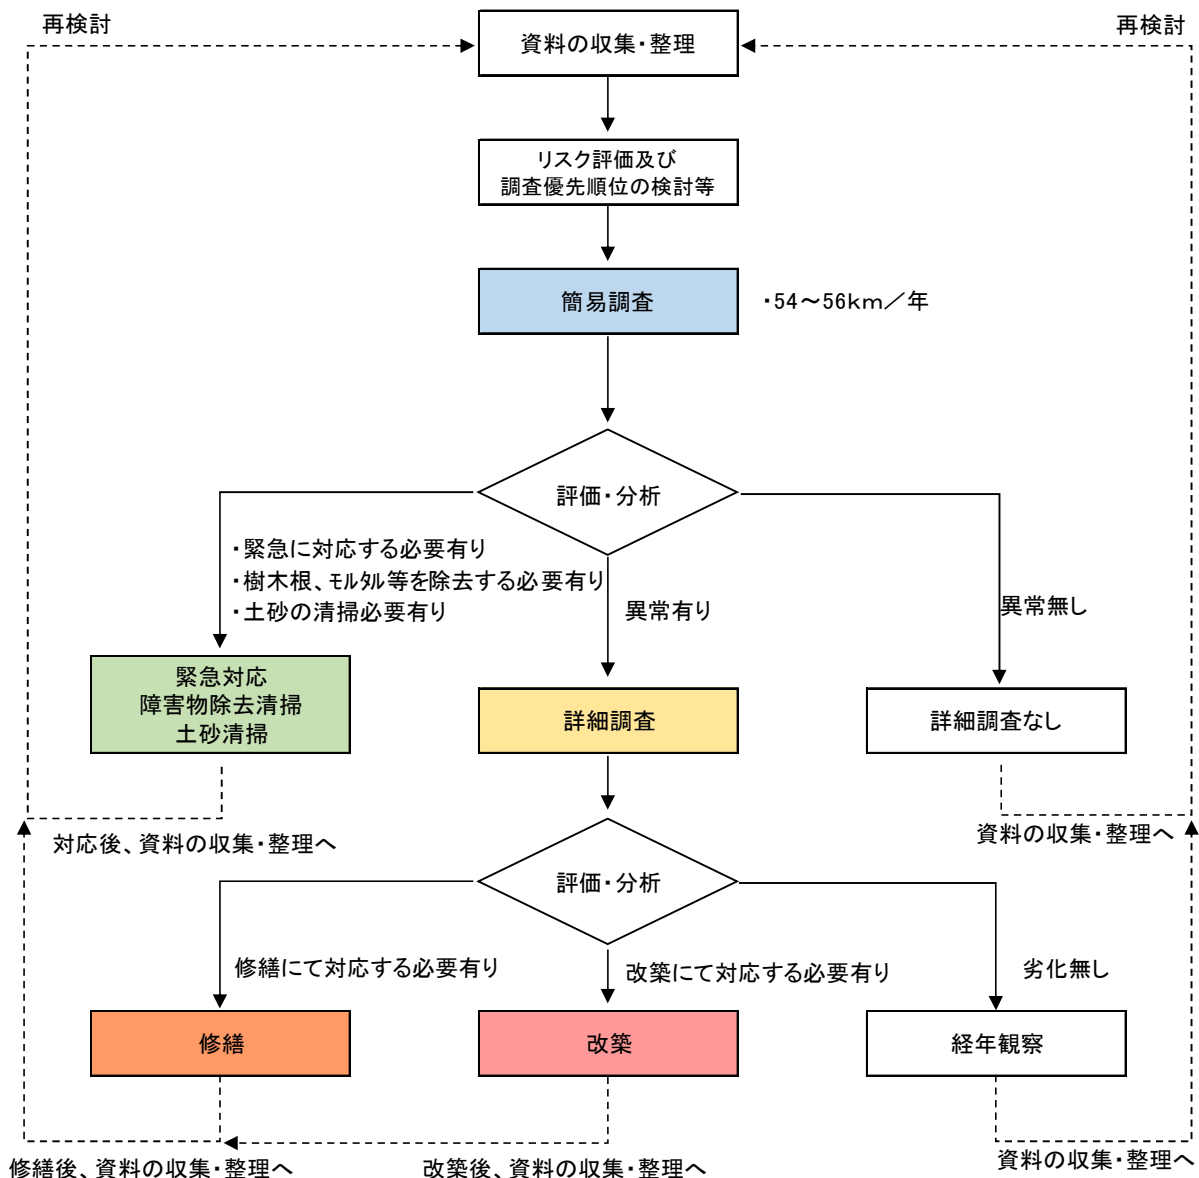 再検討
再検討
資料の収集・整理
リスク評価及び
調査優先順位の検討等
簡易調査
・54～56km／年
評価・分析
・緊急に対応する必要有り
・樹木根、ﾓﾙﾀﾙ等を除去する必要有り
・土砂の清掃必要有り
異常有り
異常無し
緊急対応
障害物除去清掃
土砂清掃
詳細調査
詳細調査なし
対応後、資料の収集・整理へ
資料の収集・整理へ
評価・分析
修繕にて対応する必要有り
改築にて対応する必要有り
劣化無し
修繕
改築
経年観察
修繕後、資料の収集・整理へ
改築後、資料の収集・整理へ
資料の収集・整理へ